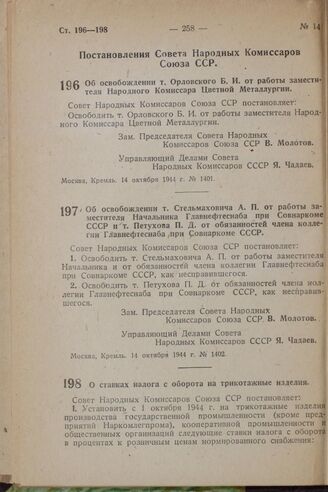 Ст. 196—198 — 258 — № 14
Постановления Совета Народных Комиссаров
Союза ССР.
196 Об освобождении т. Орловского Б. И. от работы замести-
теля Народного Комиссара Цветной Металлургии.
Совет Народных Комиссаров Союза ССР постановляет:
Освободить т. Орловского Б. И. от работы заместителя Народ-
ного Комиссара Цветной Металлургии.
Зам. Председателя Совета Народных
Комиссаров Союза ССР В. Молотов.
Управляющий Делами Совета
Народных Комиссаров СССР Я. Чадаев.
Москва, Кремль. 14 октября 1944 г. № 1401.
197 Об освобождении т. Стельмаховича А. П. от работы за-
местителя Начальника Главнефтеснаба при Совнаркоме
СССР и т. Петухова П. Д. от обязанностей члена колле-
гии Главнефтеснаба при Совнаркоме СССР.
Совет Народных Комиссаров Союза ССР постановляет:
1. Освободить т. Стельмаховича А. П. от работы заместителя
Начальника и от обязанностей члена коллегии Главнефтеснаба
при Совнаркоме СССР, как несправившегося.
2. Освободить т. Петухова П. Д. от обязанностей члена кол-
легии Главнефтеснаба при Совнаркоме СССР, как несправив-
шегося.
Зам. Председателя Совета Народных
Комиссаров Союза ССР В. Молотов.
Управляющий Делами Совета
Народных Комиссаров СССР Я. Чадаев.
Москва, Кремль. 14 октября 1944 г. № 1402.
198 О ставках налога с оборота на трикотажные изделия.
Совет Народных Комиссаров Союза ССР постановляет:
1. Установить с 1 октября 1944 г. на трикотажные изделия
производства государственной промышленности (кроме пред-
приятий Наркомлегпрома), кооперативной промышленности и
общественных организаций следующие ставки налога с оборота
в процентах к розничным ценам нормированного снабжения: